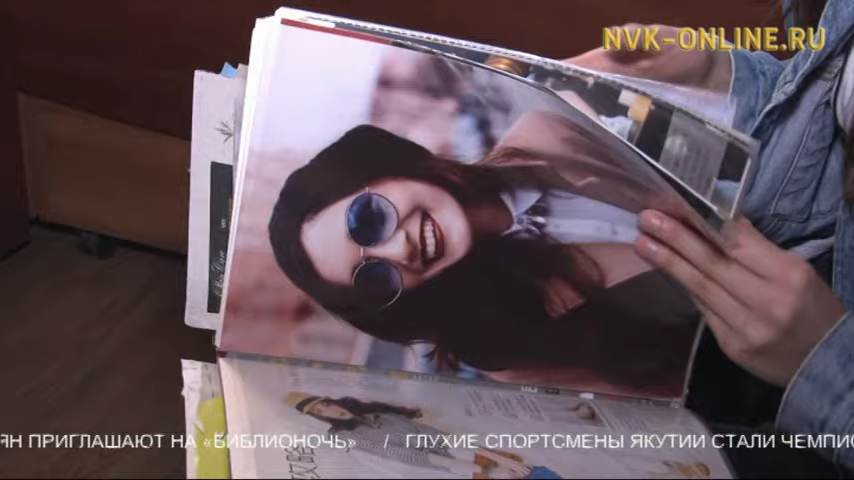 NVK-ONLINE.RU
ЯН ПРИГЛАШАЮТ НА «БИБЛИОНОЧЬ» / ГЛУХИЕ СПОРТСМЕНЫ ЯКУТИИ СТАЛИ ЧЕМПИО